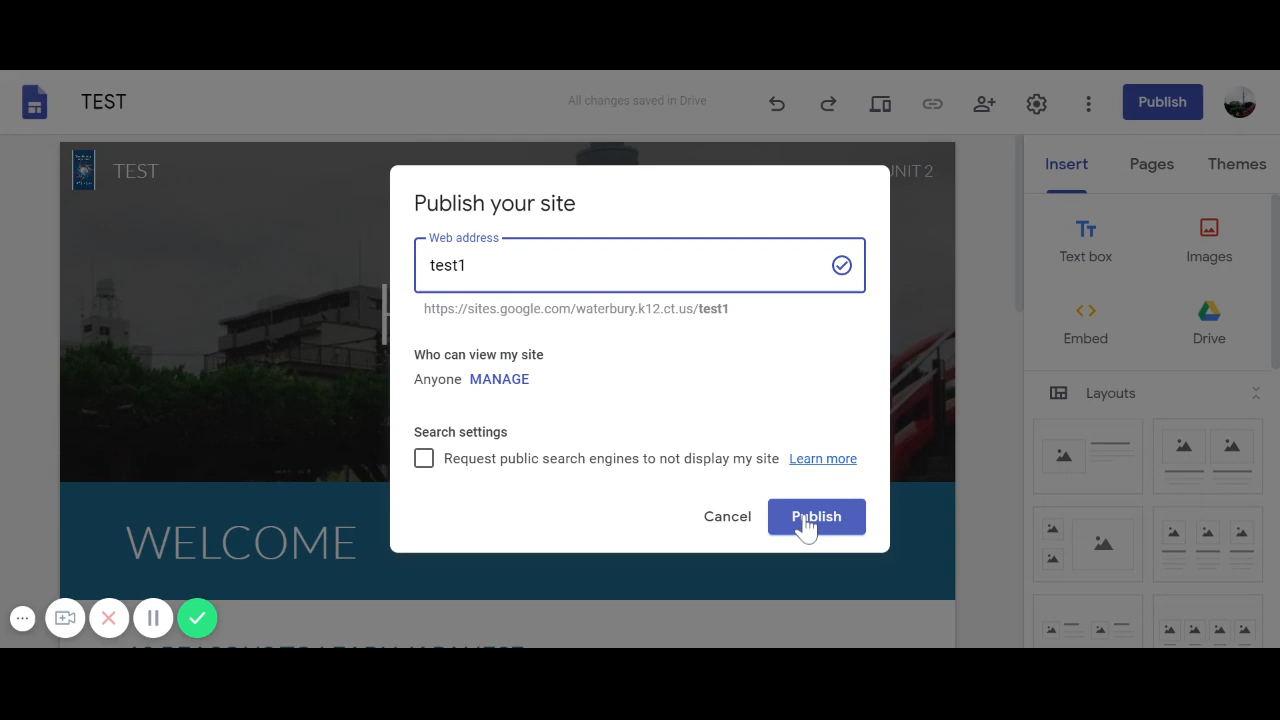 TEST
All changes saved in Drive
Publish
TEST
UNIT 2
Insert
Pages
Themes
Text box
Images
Embed
Drive
Layouts
Publish your site
Web address
test1
https://sites.google.com/waterbury.k12.ct.us/test1
Who can view my site
Anyone MANAGE
Search settings
Request public search engines to not display my site Learn more
Cancel
Publish
WELCOME